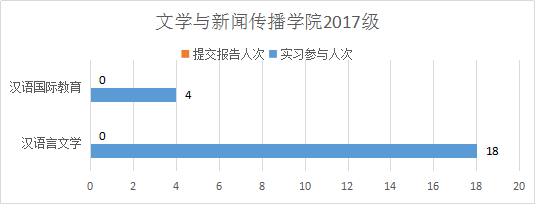 文学与新闻传播学院2017级
提交报告人次 实习参与人次
汉语国际教育 0
4
汉语言文学 0
18
0 2 4 6 8 10 12 14 16 18 20